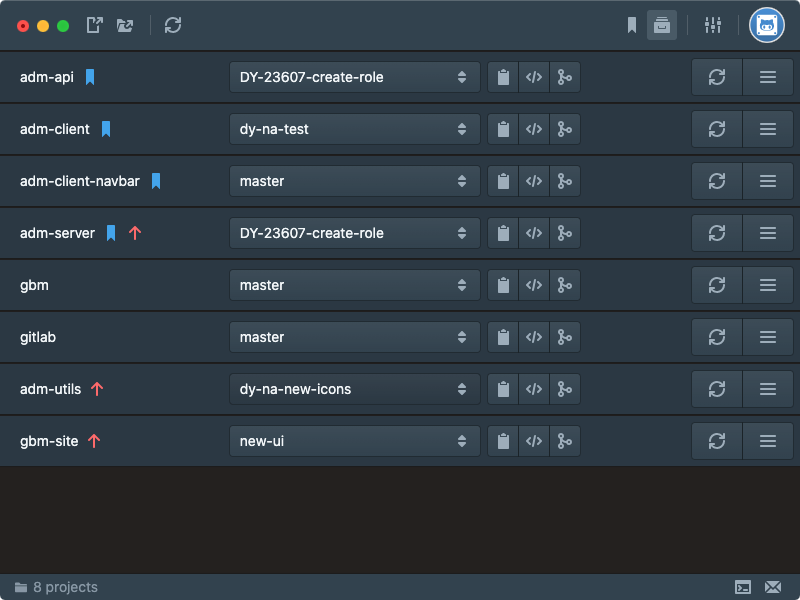 adm-api DY-23607-create-role
adm-client dy-na-test
adm-client-navbar master
adm-server DY-23607-create-role
gbm master
gitlab master
adm-utils dy-na-new-icons
gbm-site new-ui
8 projects